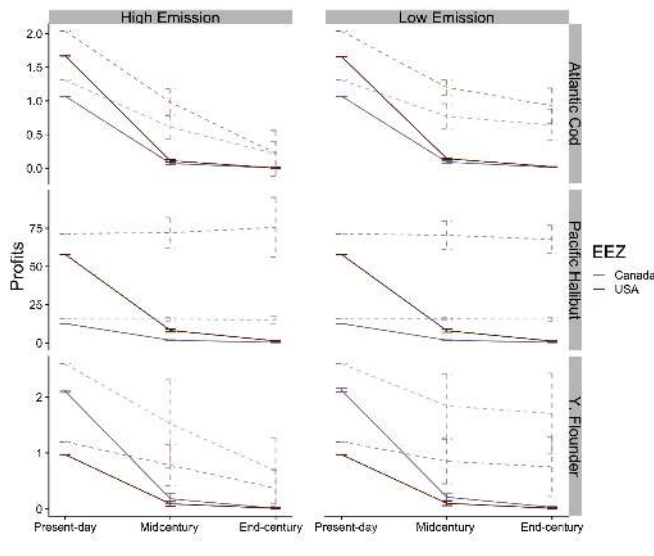 High Emission
Low Emission
2.0
1.5
1.0
0.5
0.0
Atlantic Cod
Profits
75
50
25
0
Pacific Halibut
EEZ
Canada
USA
2
1
0
Y. Flounder
Present-day
Midcentury
End-century
Present-day
Midcentury
End-century